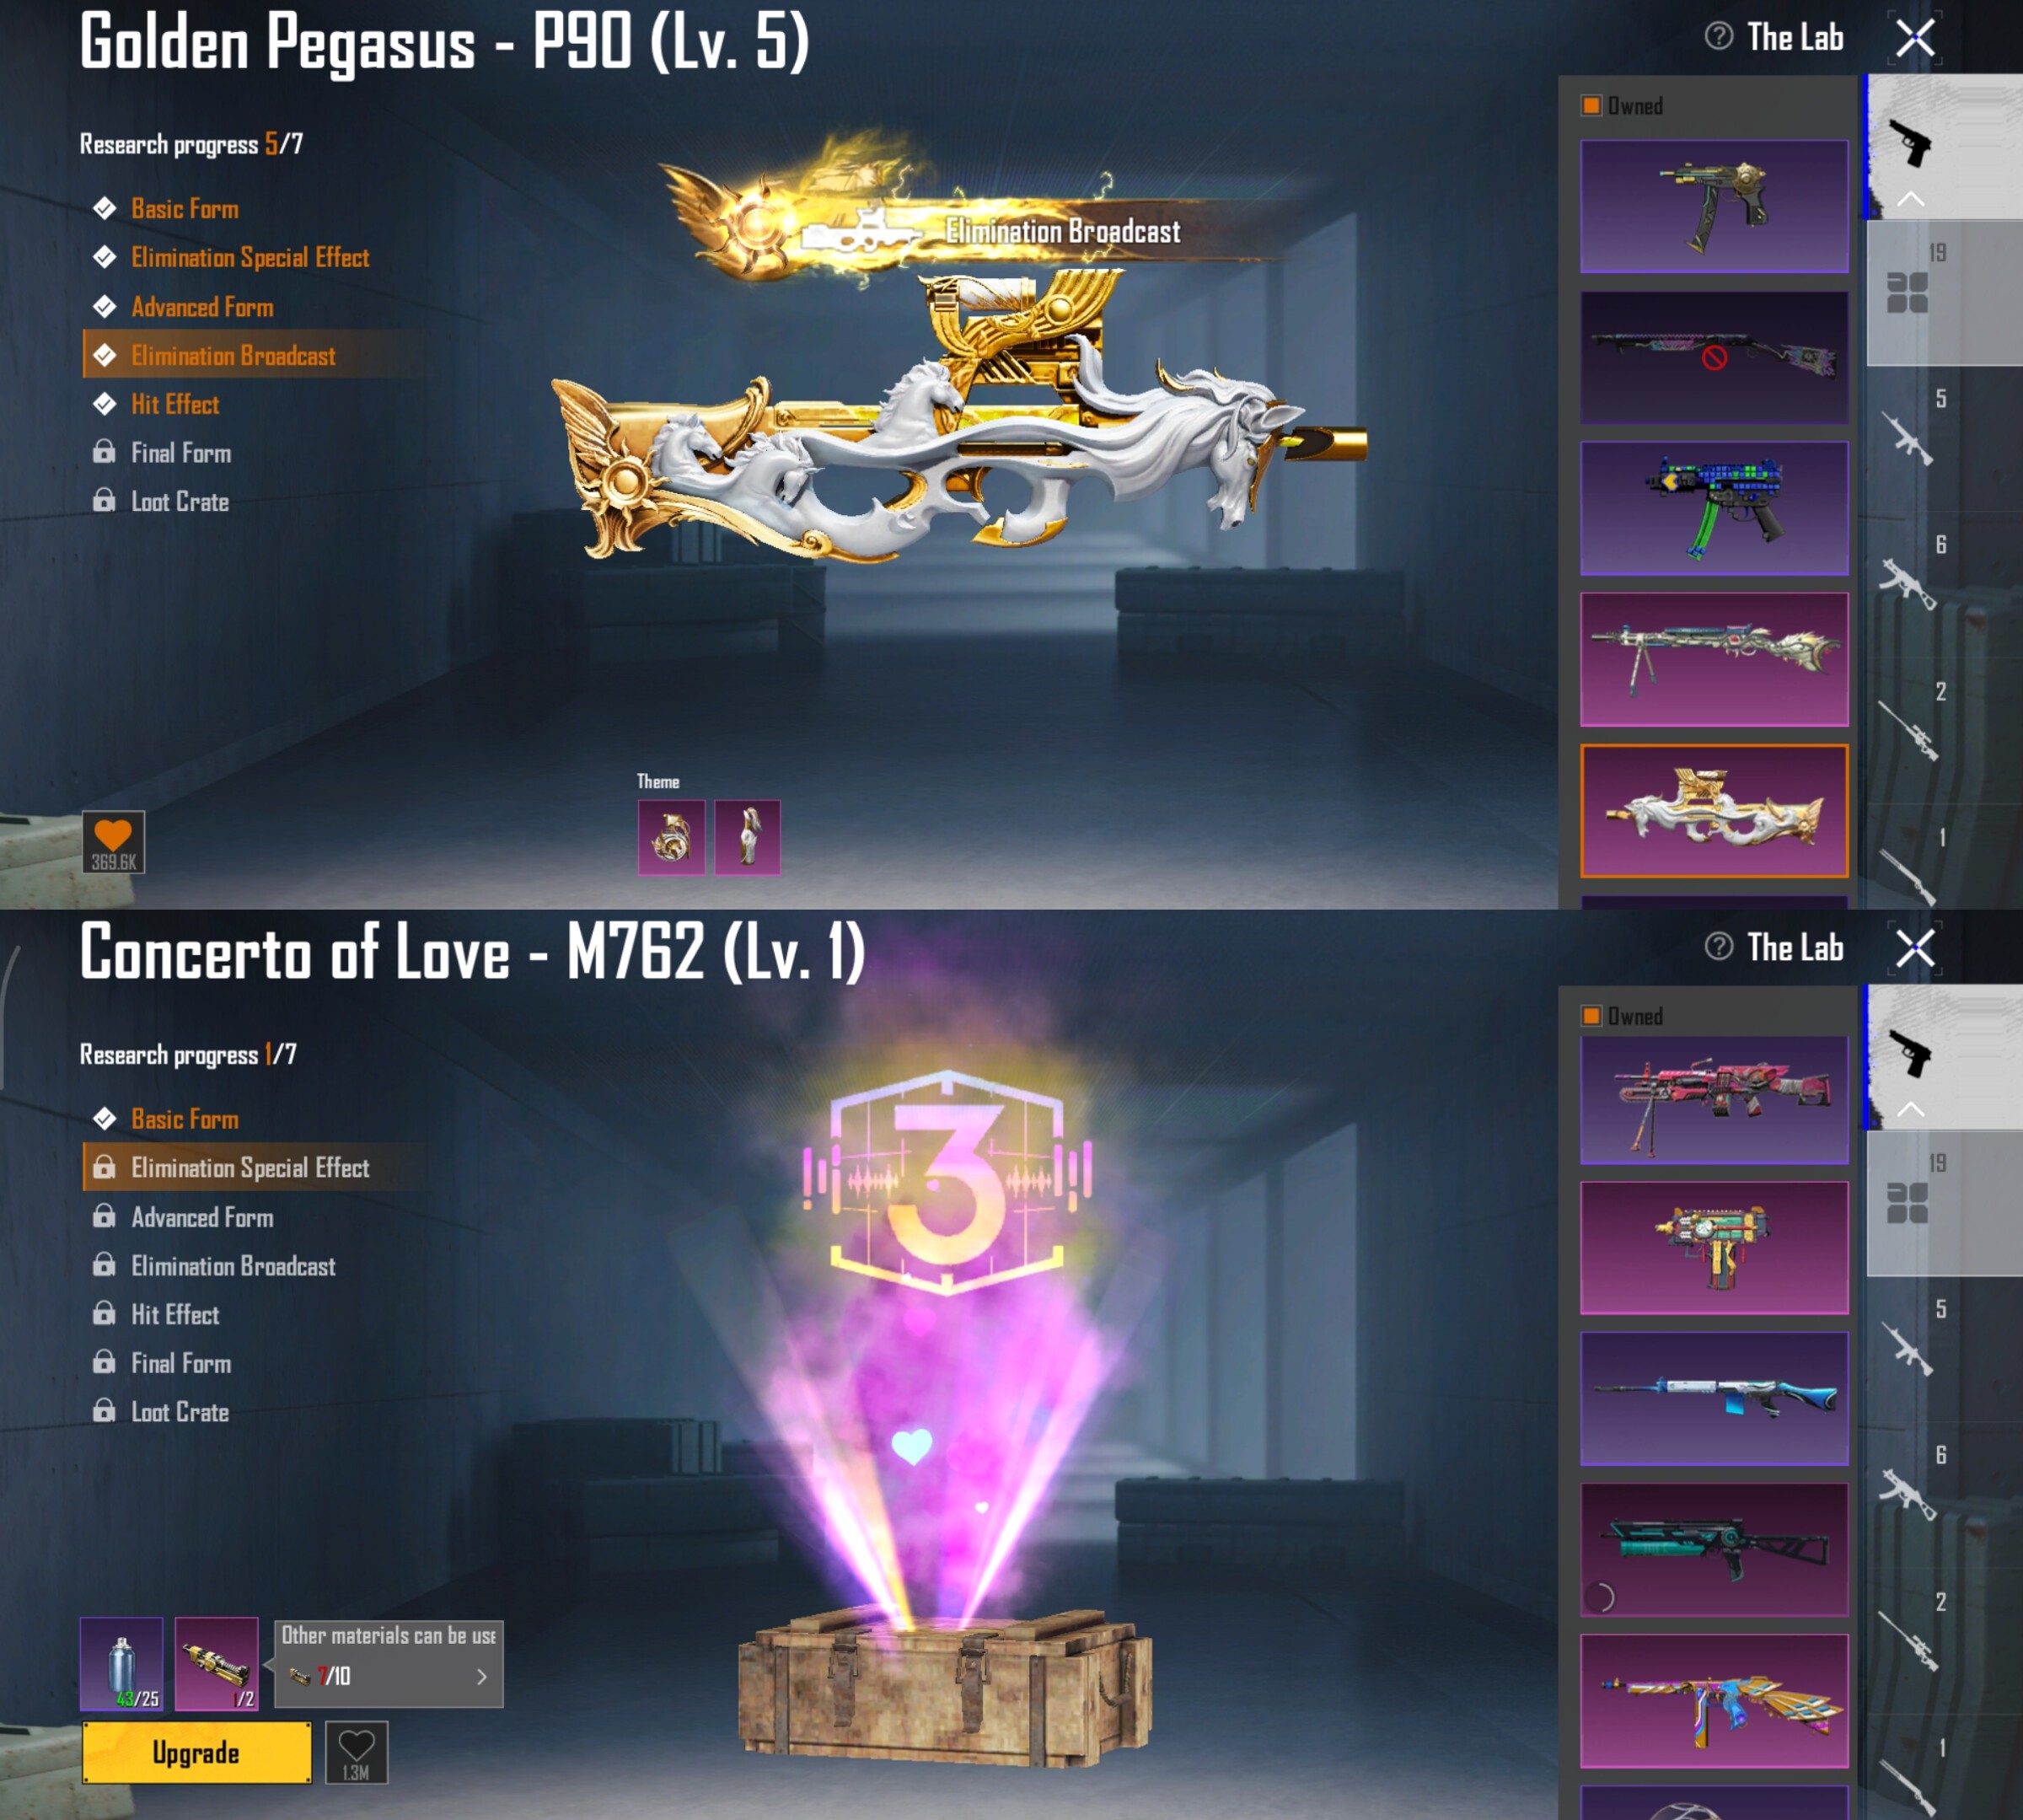 Golden Pegasus - P90 (Lv. 5)
The Lab
Research progress 5/7
Owned
Basic Form
Elimination Special Effect
Advanced Form
Elimination Broadcast
Hit Effect
Final Form
Loot Crate
Elimination Broadcast
19
5
6
2
1
Theme
369.6K
Concerto of Love - M762 (Lv. 1)
The Lab
Research progress 1/7
Owned
Basic Form
Elimination Special Effect
Advanced Form
Elimination Broadcast
Hit Effect
Final Form
Loot Crate
3
19
5
6
2
1
Other materials can be use
7/10
43/25
1/2
Upgrade
1.3M